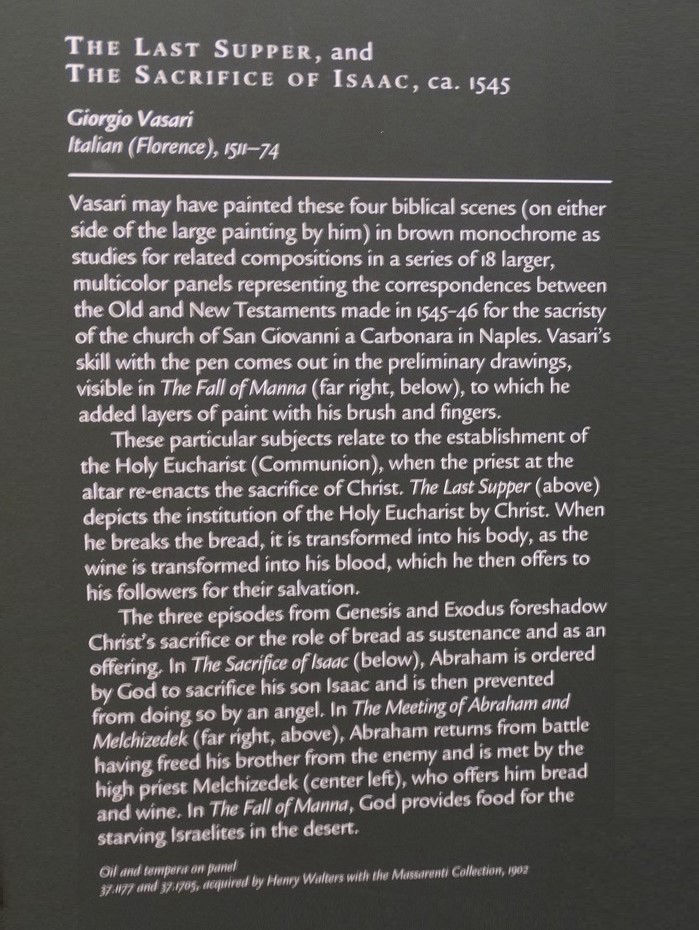 THE LAST SUPPER, and
THE SACRIFICE OF ISAAC, ca. 1545
Giorgio Vasari
Italian (Florence), 1511–74
Vasari may have painted these four biblical scenes (on either
side of the large painting by him) in brown monochrome as
studies for related compositions in a series of 18 larger,
multicolor panels representing the correspondences between
the Old and New Testaments made in 1545–46 for the sacristy
of the church of San Giovanni a Carbonara in Naples. Vasari's
skill with the pen comes out in the preliminary drawings,
visible in The Fall of Manna (far right, below), to which he
added layers of paint with his brush and fingers.
These particular subjects relate to the establishment of
the Holy Eucharist (Communion), when the priest at the
altar re-enacts the sacrifice of Christ. The Last Supper (above)
depicts the institution of the Holy Eucharist by Christ. When
he breaks the bread, it is transformed into his body, as the
wine is transformed into his blood, which he then offers to
his followers for their salvation.
The three episodes from Genesis and Exodus foreshadow
Christ's sacrifice or the role of bread as sustenance and as an
offering. In The Sacrifice of Isaac (below), Abraham is ordered
by God to sacrifice his son Isaac and is then prevented
from doing so by an angel. In The Meeting of Abraham and
Melchizedek (far right, above), Abraham returns from battle
having freed his brother from the enemy and is met by the
high priest Melchizedek (center left), who offers him bread
and wine. In The Fall of Manna, God provides food for the
starving Israelites in the desert.
Oil and tempera on panel
37.1177 and 37.1705, acquired by Henry Walters with the Massarenti Collection, 1902